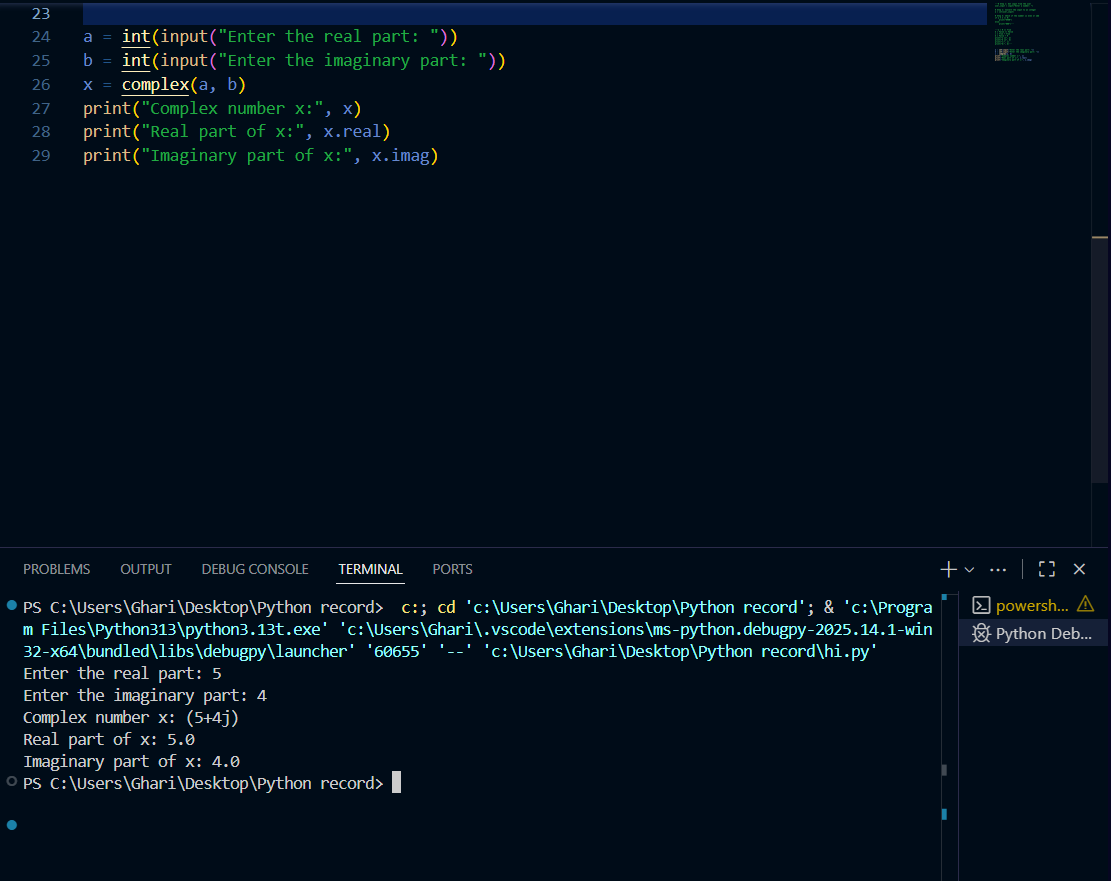 23
24 a = int(input("Enter the real part: "))
25 b = int(input("Enter the imaginary part: "))
26 x = complex(a, b)
27 print("Complex number x:", x)
28 print("Real part of x:", x.real)
29 print("Imaginary part of x:", x.imag)
PROBLEMS OUTPUT DEBUG CONSOLE TERMINAL PORTS
PS C:\Users\Ghari\Desktop\Python record>  c:; cd 'c:\Users\Ghari\Desktop\Python record'; & 'c:\Progra
m Files\Python313\python3.13t.exe' 'c:\Users\Ghari\.vscode\extensions\ms-python.debugpy-2025.14.1-win
32-x64\bundled\libs\debugpy\launcher' '60655' '--' 'c:\Users\Ghari\Desktop\Python record\hi.py'
Enter the real part: 5
Enter the imaginary part: 4
Complex number x: (5+4j)
Real part of x: 5.0
Imaginary part of x: 4.0
PS C:\Users\Ghari\Desktop\Python record>
powersh...
Python Deb...